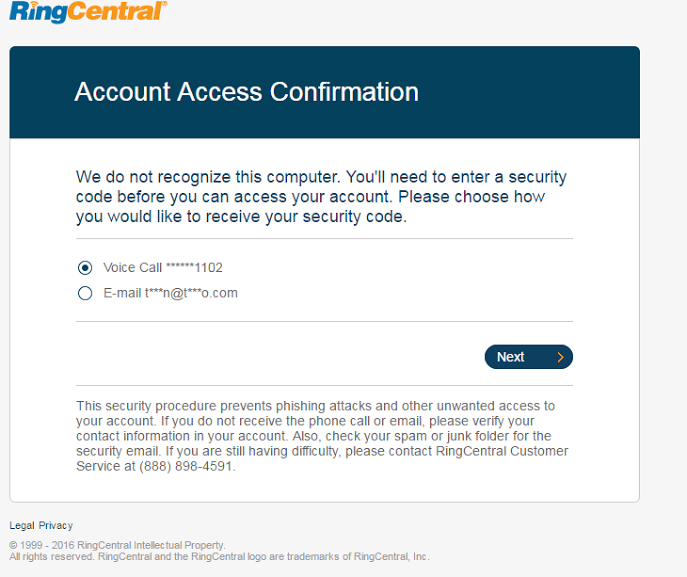 RingCentral®
Account Access Confirmation
We do not recognize this computer. You'll need to enter a security
code before you can access your account. Please choose how
you would like to receive your security code.
Voice Call ******1102
E-mail t***n@t***o.com
Next
This security procedure prevents phishing attacks and other unwanted access to
your account. If you do not receive the phone call or email, please verify your
contact information in your account. Also, check your spam or junk folder for the
security email. If you are still having difficulty, please contact RingCentral Customer
Service at (888) 898-4591.
Legal Privacy
© 1999 - 2016 RingCentral Intellectual Property.
All rights reserved. RingCentral and the RingCentral logo are trademarks of RingCentral, Inc.